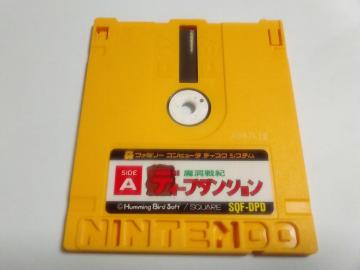 ファミリー コンピュータ ディスク システム
SIDE
A
魔洞戦紀
ディープダンジョン
©Humming Bird Soft / SQUARE SQF-DPD
NINTENDO